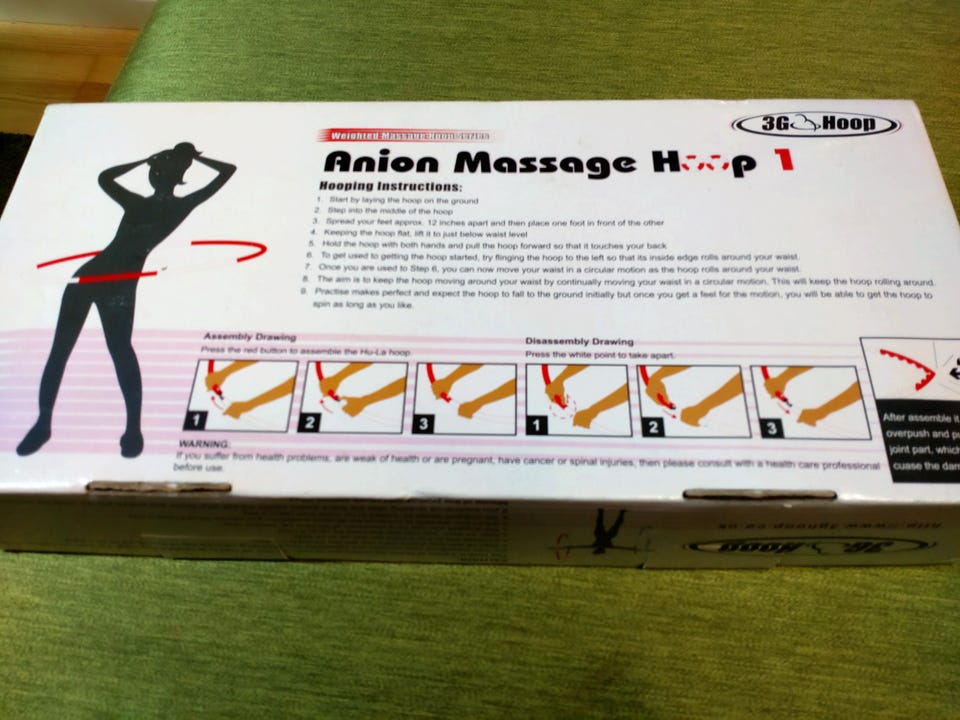 3G Hoop
Weighted Massage Hoop series
Anion Massage Hoop 1
Hooping Instructions:
1. Start by laying the hoop on the ground
2. Step into the middle of the hoop
3. Spread your feet approx. 12 inches apart and then place one foot in front of the other
4. Keeping the hoop flat, lift it to just below waist level
5. Hold the hoop with both hands and pull the hoop forward so that it touches your back
6. To get used to getting the hoop started, try flinging the hoop to the left so that its inside edge rolls around your waist.
7. Once you are used to Step 6, you can now move your waist in a circular motion as the hoop rolls around your waist.
8. The aim is to keep the hoop moving around your waist by continually moving your waist in a circular motion. This will keep the hoop rolling around.
9. Practise makes perfect and expect the hoop to fall to the ground initially but once you get a feel for the motion, you will be able to get the hoop to
spin as long as you like.
Assembly Drawing
Press the red button to assemble the Hu-La hoop
1 2 3
Disassembly Drawing
Press the white point to take apart.
1 2 3
After assemble it
overpush and
joint part, which
cuase the
WARNING:
If you suffer from health problems, are weak of health or are pregnant, have cancer or spinal injuries, then please consult with a health care professional
before use.
3G Hoop